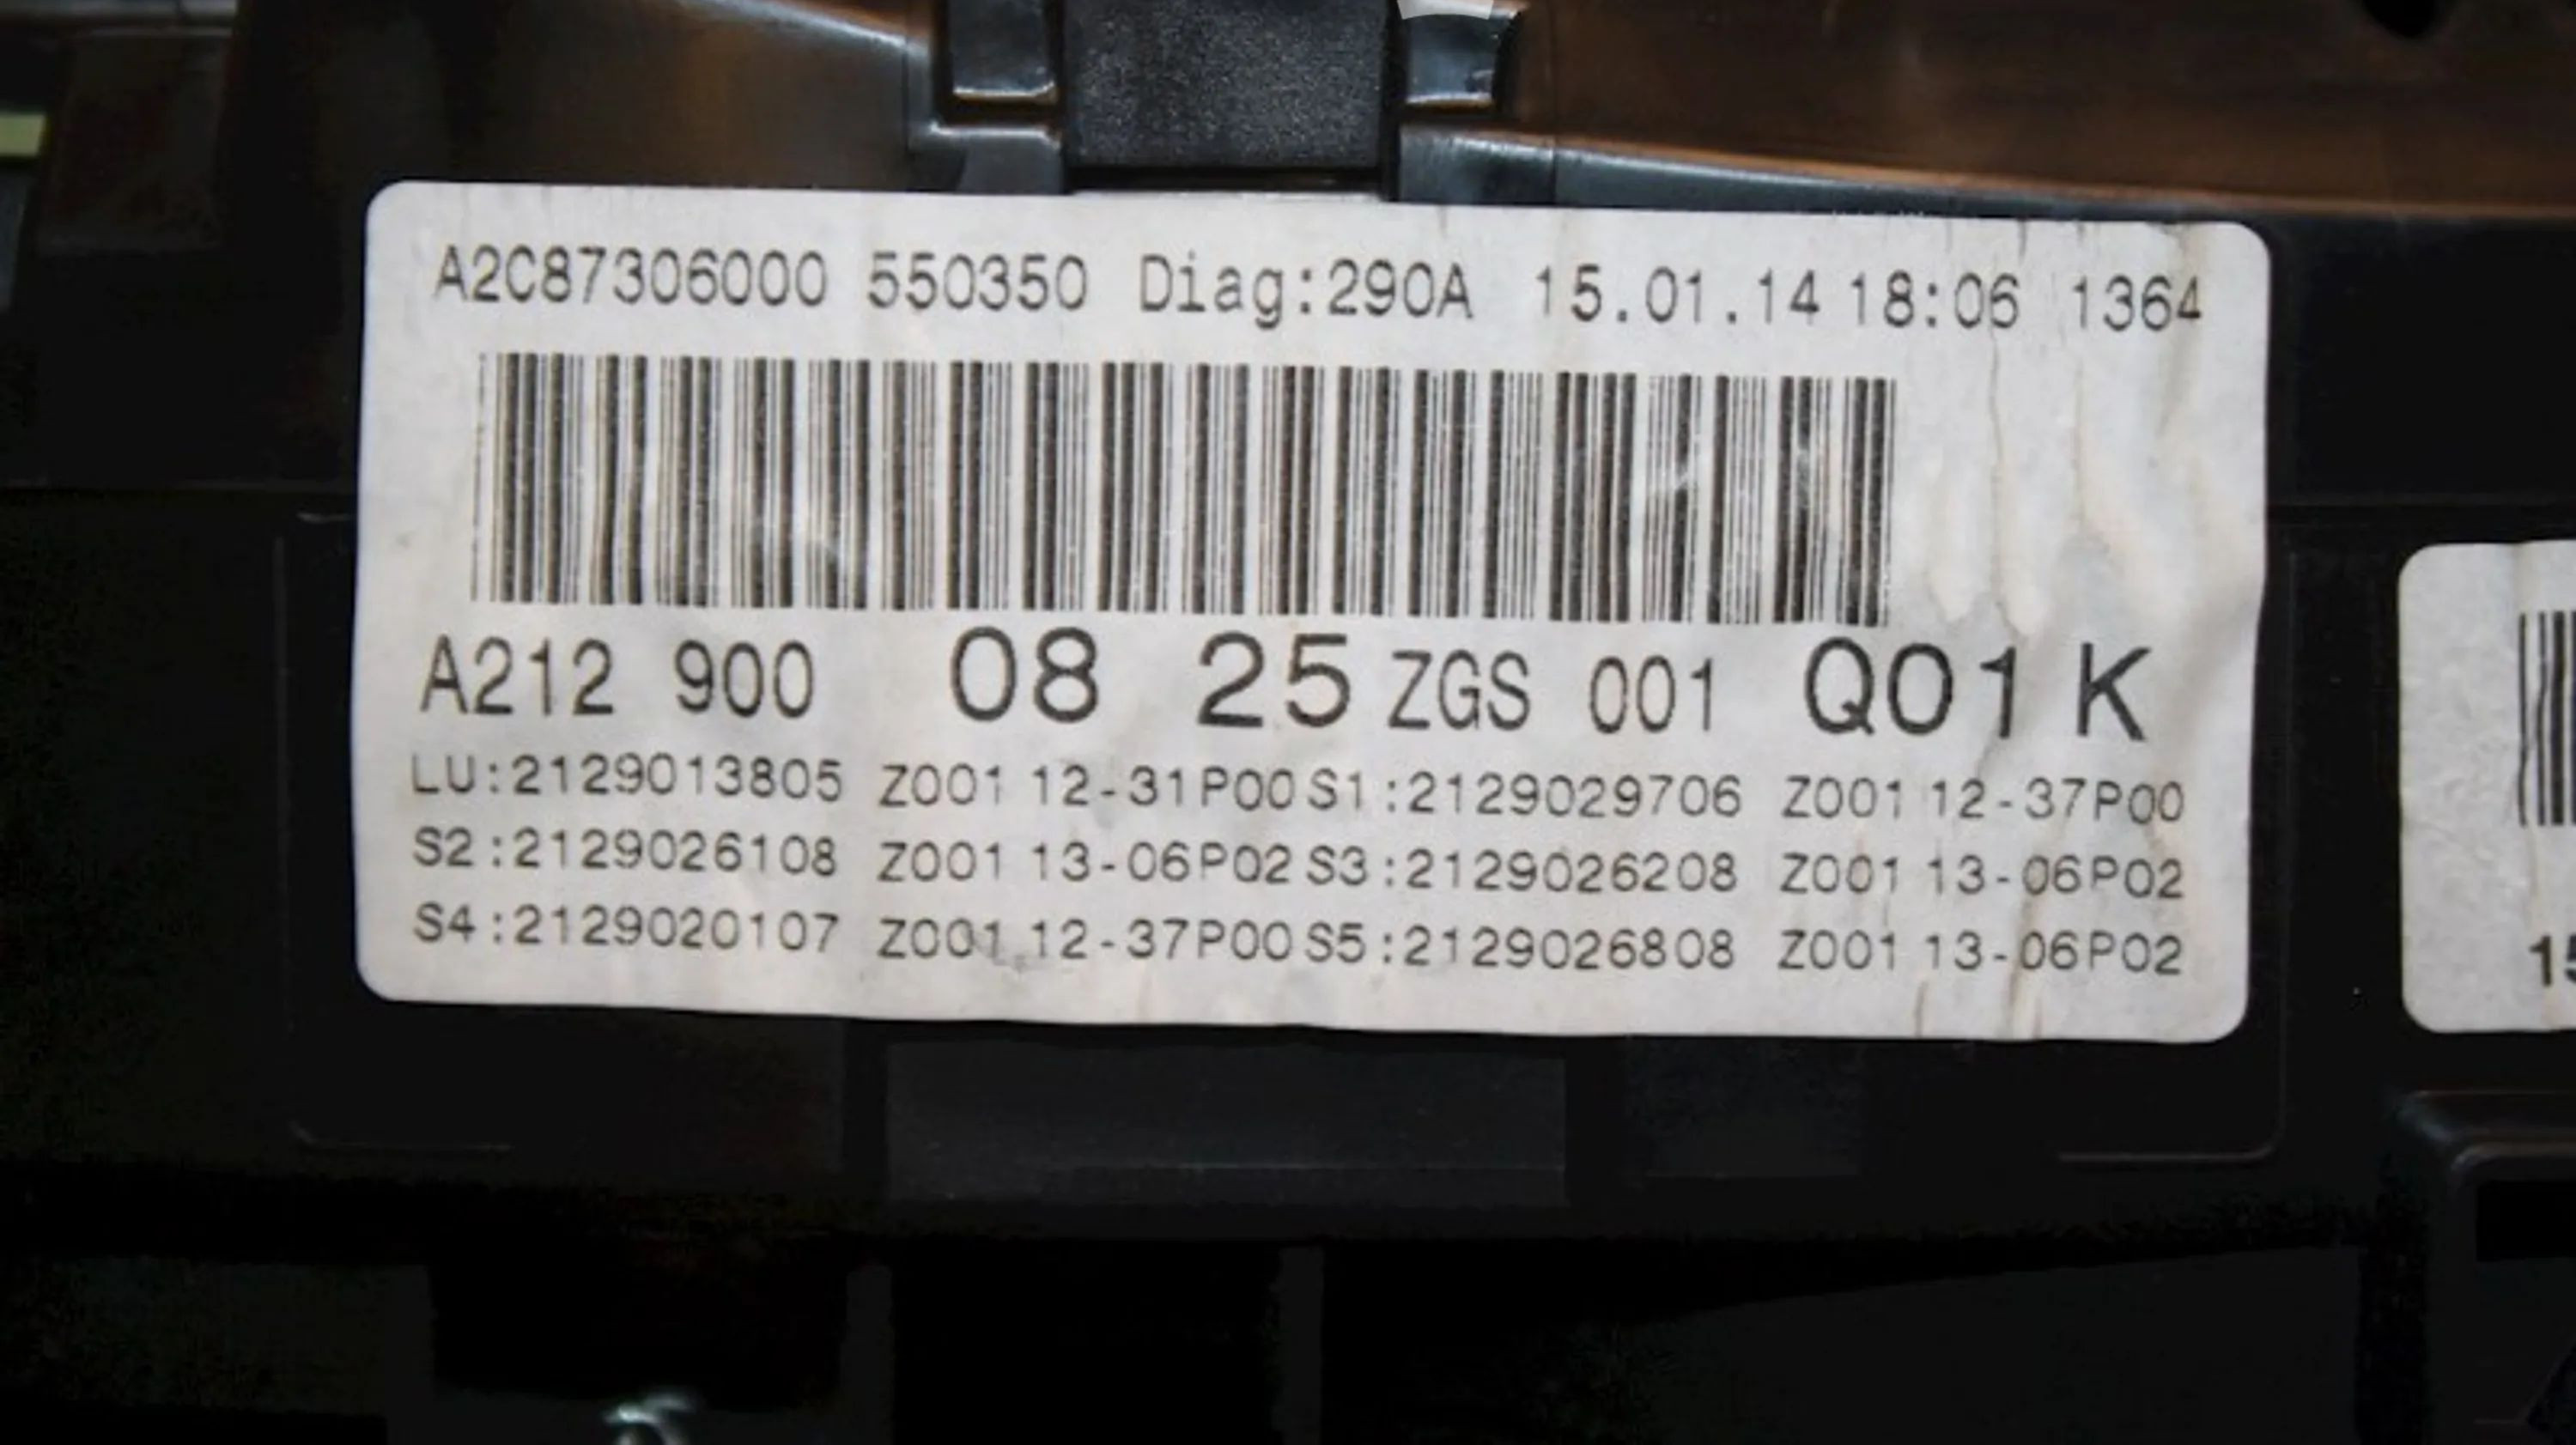 A2C87306000 550350 Diag:290A 15.01.14 18:06 1364
A212 900 08 25 ZGS 001 Q01 K
LU:2129013805 Z001 12-31P00 S1:2129029706 Z001 12-37P00
S2:2129026108 Z001 13-06P02 S3:2129026208 Z001 13-06P02
S4:2129020107 Z001 12-37P00 S5:2129026808 Z001 13-06P02